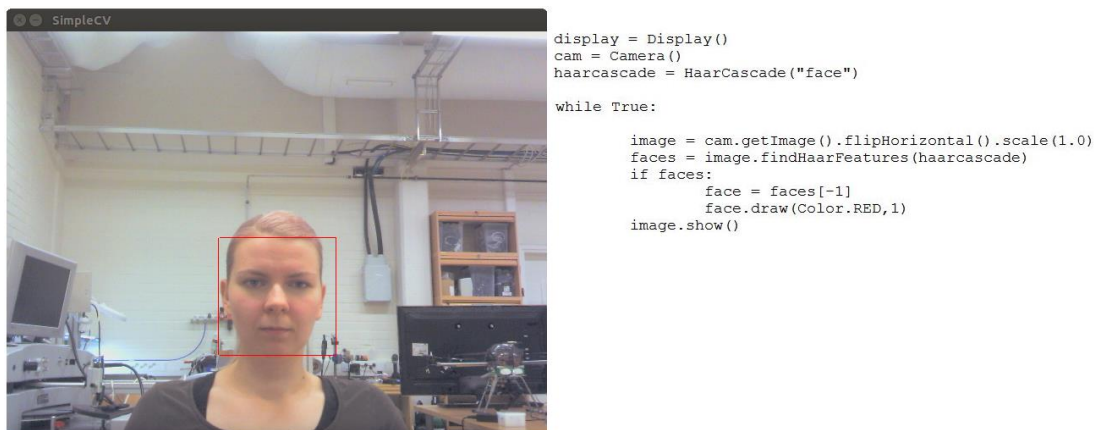 SimpleCV
display = Display()
cam = Camera()
haarcascade = HaarCascade("face")
while True:
        image = cam.getImage().flipHorizontal().scale(1.0)
        faces = image.findHaarFeatures(haarcascade)
        if faces:
                face = faces[-1]
                face.draw(Color.RED,1)
        image.show()